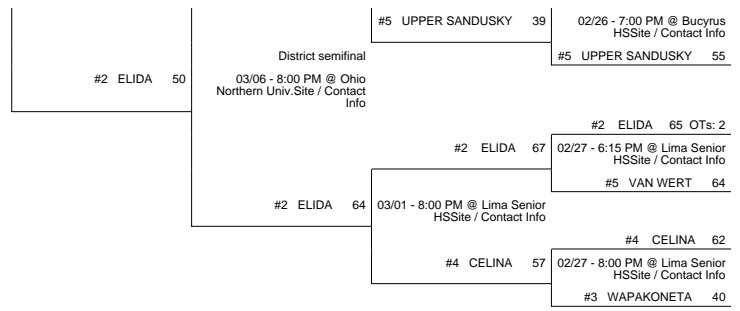 #5 UPPER SANDUSKY 39
02/26 - 7:00 PM @ Bucyrus
HSSite / Contact Info
District semifinal
#5 UPPER SANDUSKY 55
#2 ELIDA 50
03/06 - 8:00 PM @ Ohio
Northern Univ.Site / Contact
Info
#2 ELIDA 65 OTs: 2
#2 ELIDA 67
02/27 - 6:15 PM @ Lima Senior
HSSite / Contact Info
#5 VAN WERT 64
#2 ELIDA 64
03/01 - 8:00 PM @ Lima Senior
HSSite / Contact Info
#4 CELINA 62
#4 CELINA 57
02/27 - 8:00 PM @ Lima Senior
HSSite / Contact Info
#3 WAPAKONETA 40